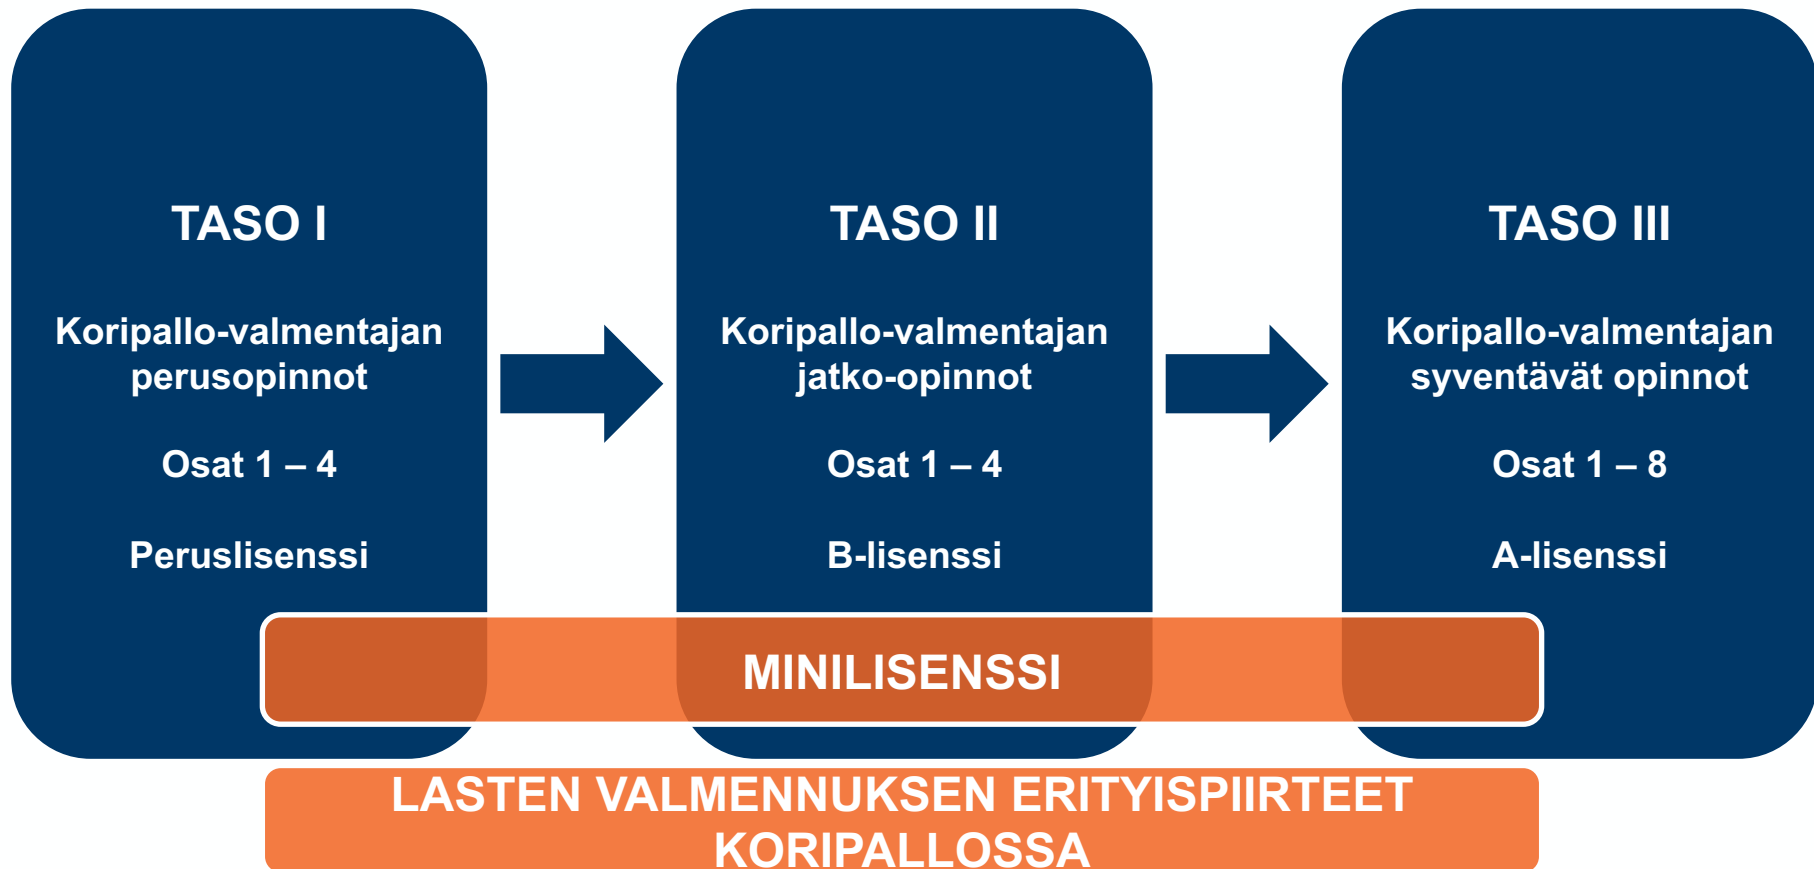 TASO I
Koripallo-valmentajan
perusopinnot
Osat 1 – 4
Peruslisenssi
TASO II
Koripallo-valmentajan
jatko-opinnot
Osat 1 – 4
B-lisenssi
TASO III
Koripallo-valmentajan
syventävät opinnot
Osat 1 – 8
A-lisenssi
MINILISENSSI
LASTEN VALMENNUKSEN ERITYISPIIRTEET
KORIPALLOSSA